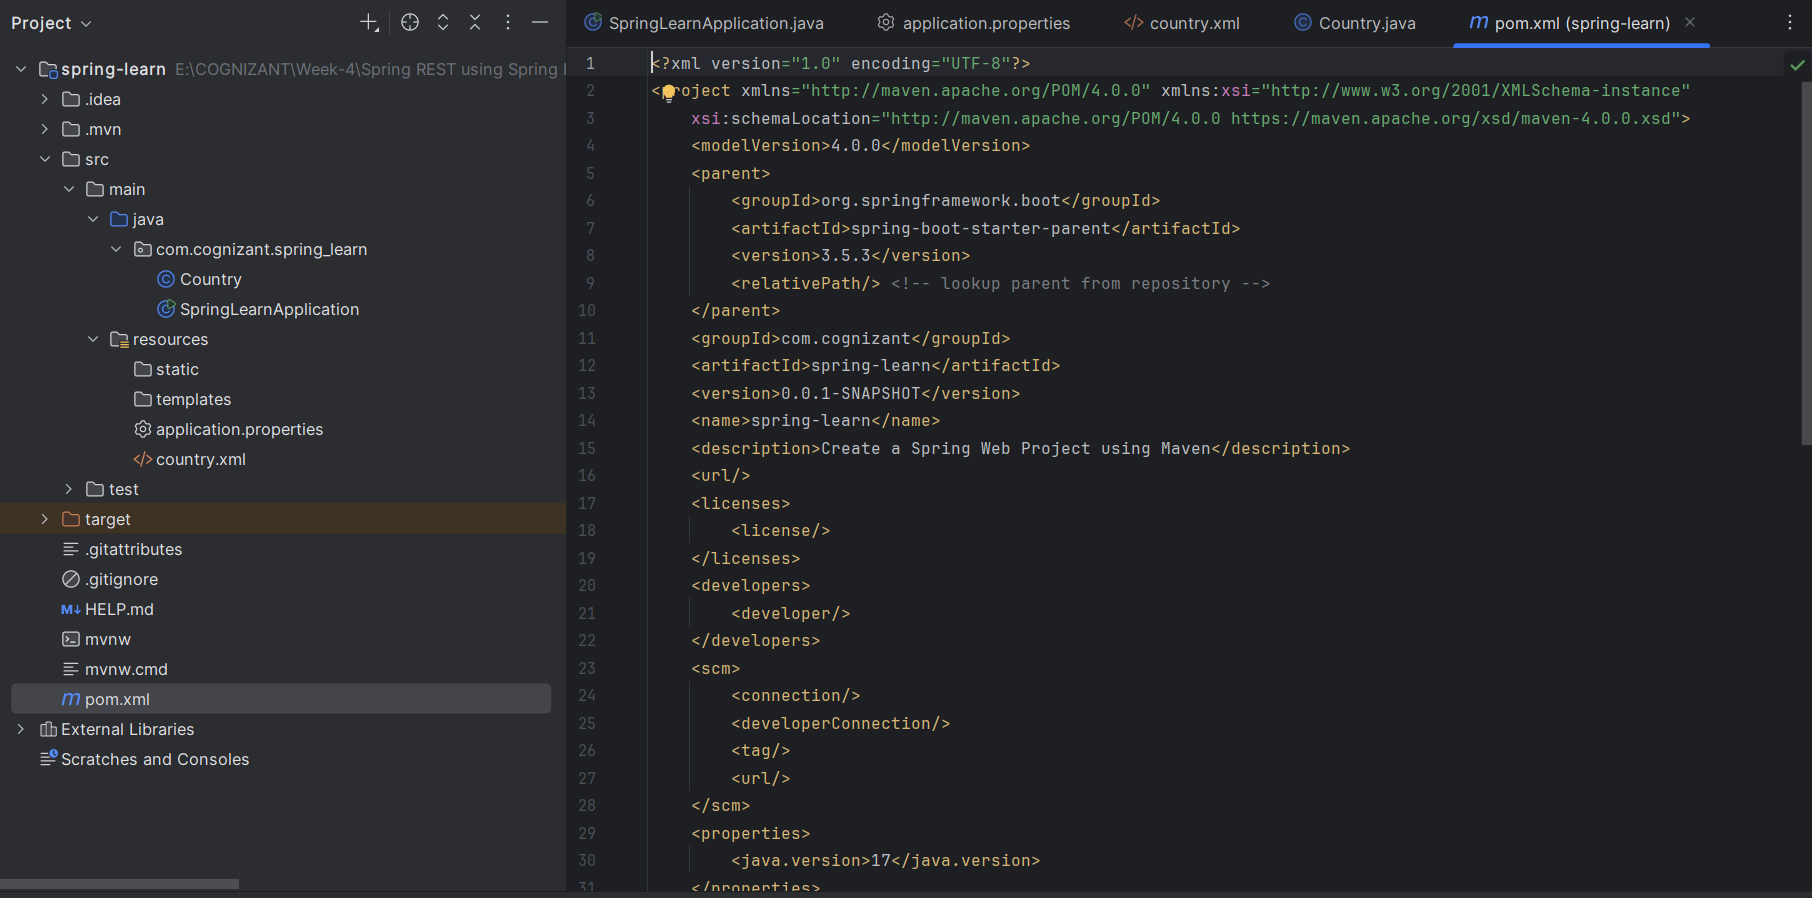 Project
spring-learn E:\COGNIZANT\Week-4\Spring REST using Spring
.idea
.mvn
src
main
java
com.cognizant.spring_learn
Country
SpringLearnApplication
resources
static
templates
application.properties
country.xml
test
target
.gitattributes
.gitignore
M↓ HELP.md
mvnw
mvnw.cmd
m pom.xml
External Libraries
Scratches and Consoles
SpringLearnApplication.java application.properties </> country.xml Country.java m pom.xml (spring-learn)
1 <?xml version="1.0" encoding="UTF-8"?>
2 <project xmlns="http://maven.apache.org/POM/4.0.0" xmlns:xsi="http://www.w3.org/2001/XMLSchema-instance"
3 xsi:schemaLocation="http://maven.apache.org/POM/4.0.0 https://maven.apache.org/xsd/maven-4.0.0.xsd">
4 <modelVersion>4.0.0</modelVersion>
5 <parent>
6 <groupId>org.springframework.boot</groupId>
7 <artifactId>spring-boot-starter-parent</artifactId>
8 <version>3.5.3</version>
9 <relativePath/> <!-- lookup parent from repository -->
10 </parent>
11 <groupId>com.cognizant</groupId>
12 <artifactId>spring-learn</artifactId>
13 <version>0.0.1-SNAPSHOT</version>
14 <name>spring-learn</name>
15 <description>Create a Spring Web Project using Maven</description>
16 <url/>
17 <licenses>
18 <license/>
19 </licenses>
20 <developers>
21 <developer/>
22 </developers>
23 <scm>
24 <connection/>
25 <developerConnection/>
26 <tag/>
27 <url/>
28 </scm>
29 <properties>
30 <java.version>17</java.version>
31 </properties>